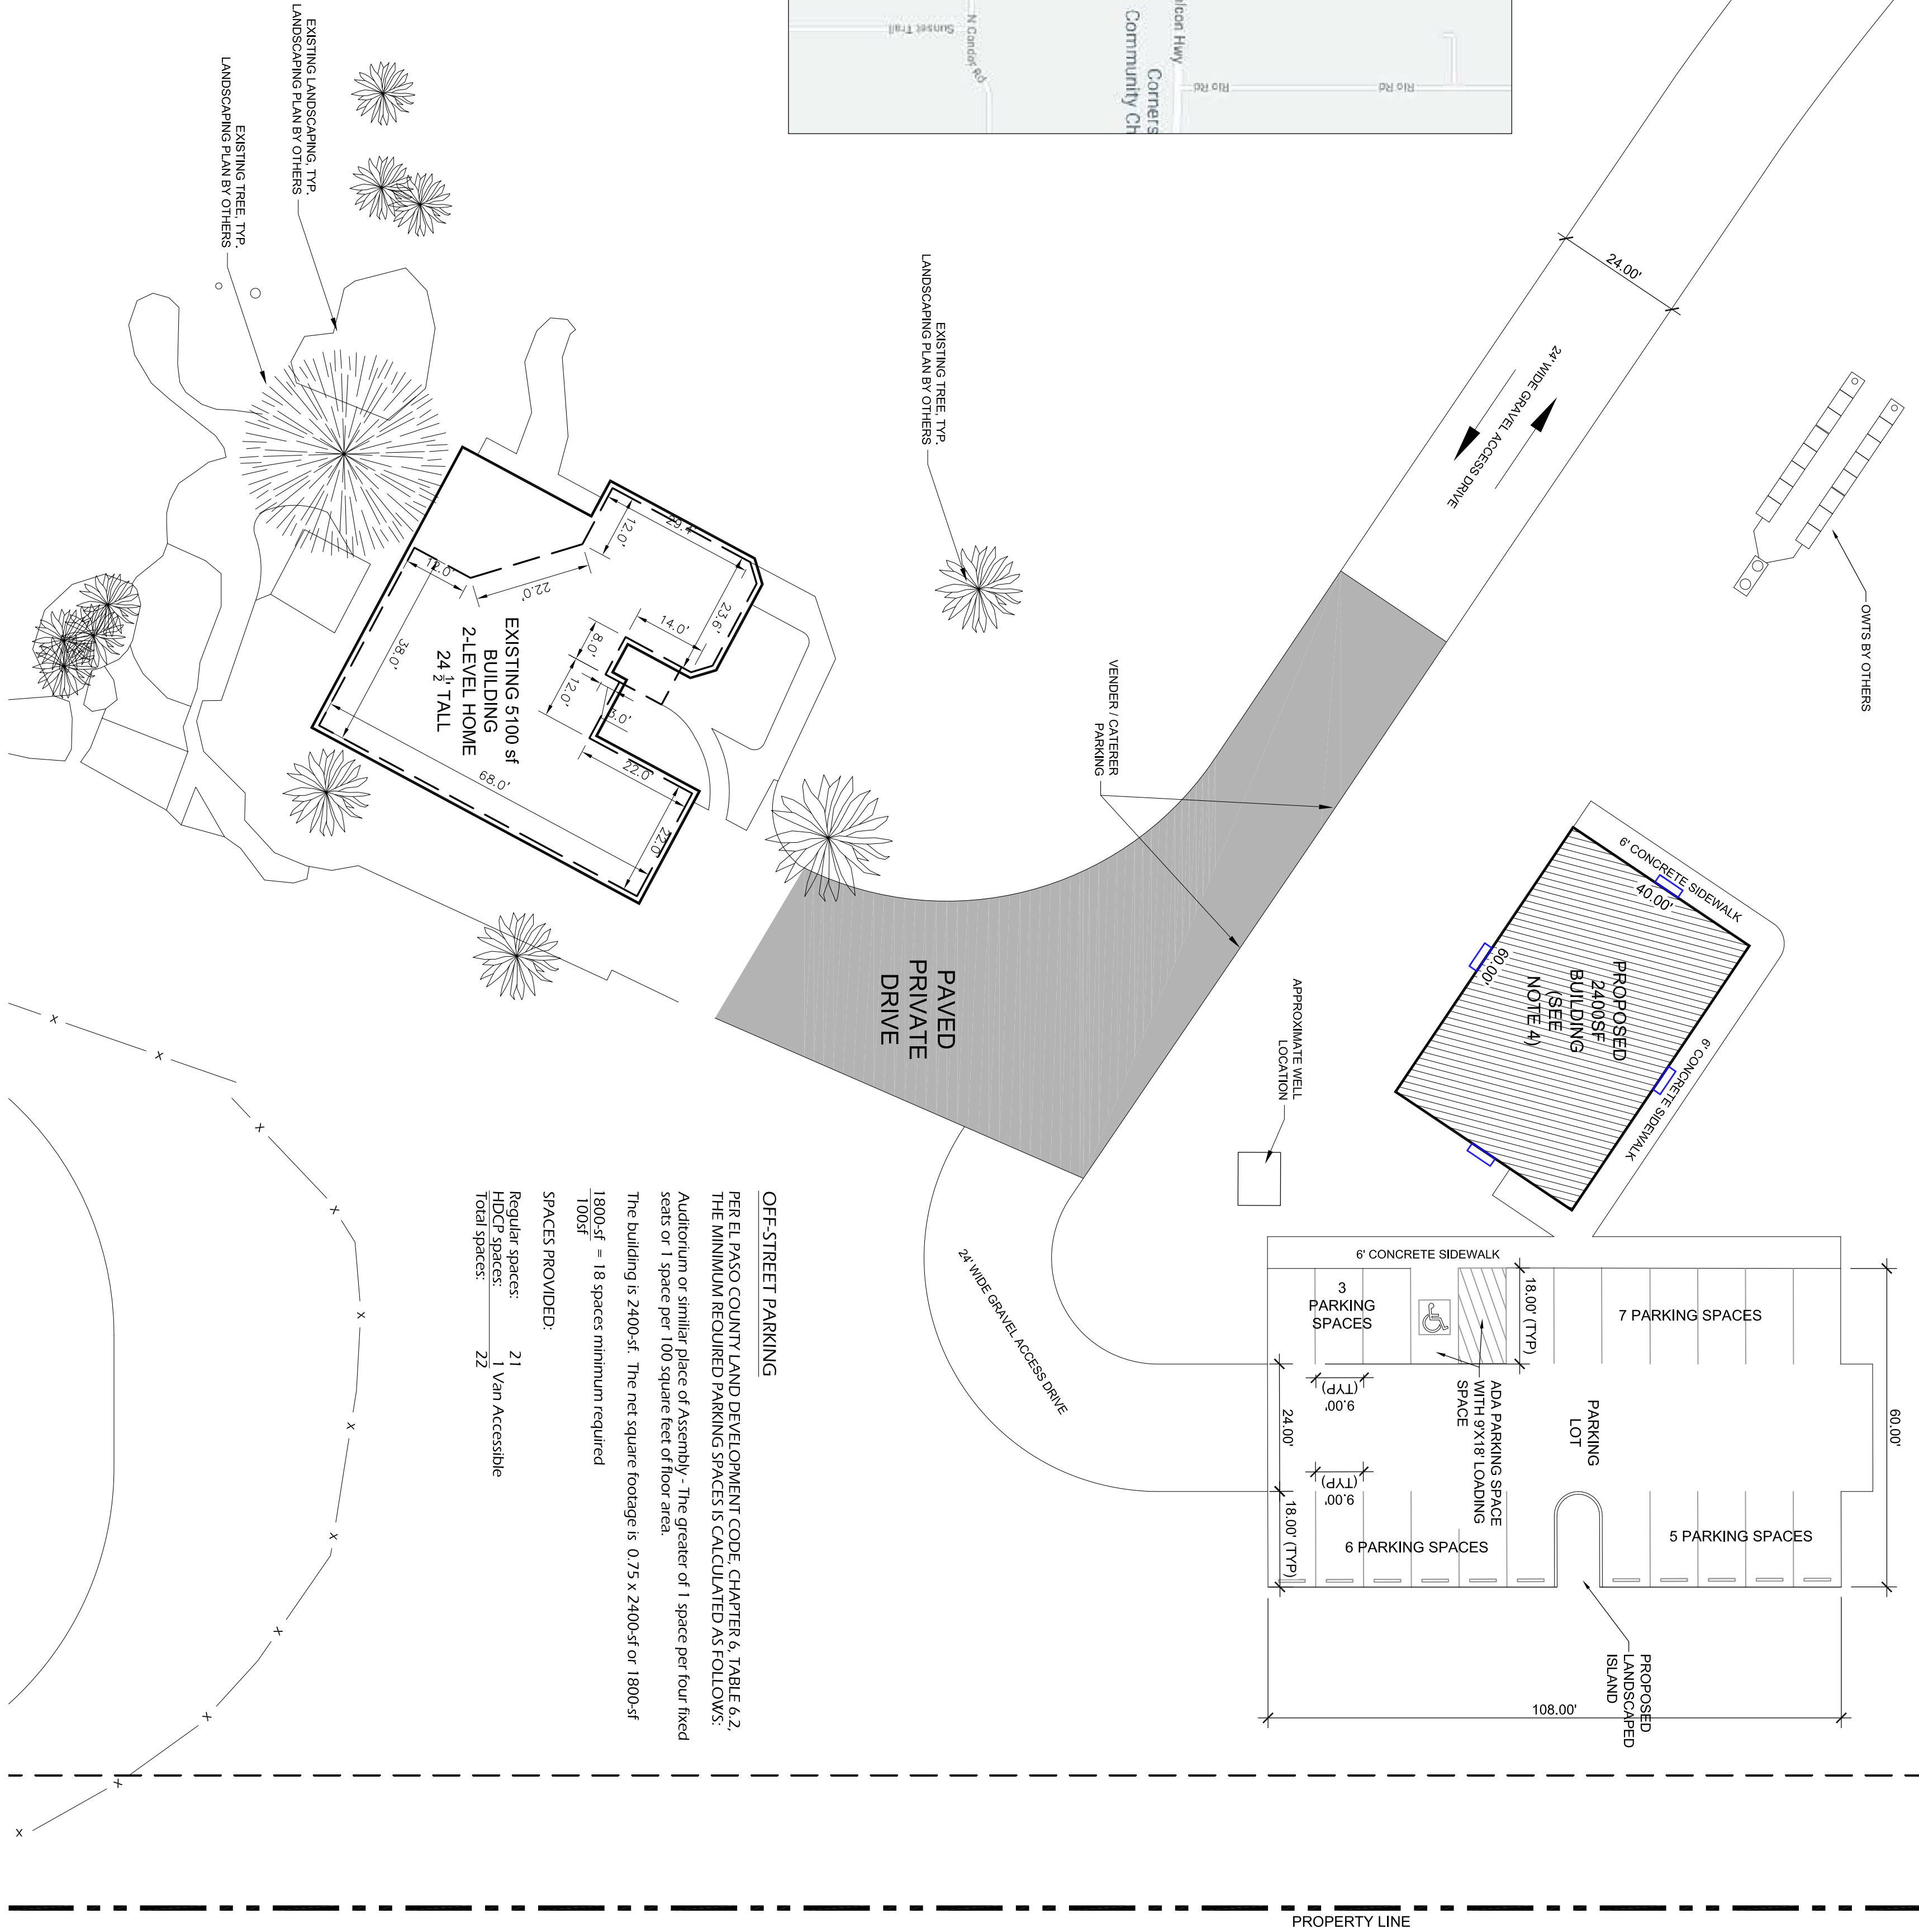 Sunset Trail
N Condor Rd
lcon Hwy
Corners
Community Ch
Rio Rd
Rio Rd
EXISTING LANDSCAPING, TYP.
LANDSCAPING PLAN BY OTHERS
EXISTING TREE, TYP.
LANDSCAPING PLAN BY OTHERS
EXISTING TREE, TYP.
LANDSCAPING PLAN BY OTHERS
24.00'
24' WIDE GRAVEL ACCESS DRIVE
OWTS BY OTHERS
29.4'
12.0'
12.0'
22.0'
23.6'
14.0'
8.0'
12.0'
38.0'
68.0'
22.0'
22.0'
EXISTING 5100 sf
BUILDING
2-LEVEL HOME
24 1/2' TALL
VENDER / CATERER
PARKING
6' CONCRETE SIDEWALK
40.00'
60.00'
PROPOSED
2400SF
BUILDING
(SEE
NOTE 4)
6' CONCRETE SIDEWALK
PAVED
PRIVATE
DRIVE
APPROXIMATE WELL
LOCATION
24' WIDE GRAVEL ACCESS DRIVE
6' CONCRETE SIDEWALK
3
PARKING
SPACES
18.00' (TYP)
7 PARKING SPACES
60.00'
9.00'
(TYP)
24.00'
ADA PARKING SPACE
WITH 9'X18' LOADING
SPACE
PARKING
LOT
9.00'
(TYP)
18.00' (TYP)
6 PARKING SPACES
5 PARKING SPACES
PROPOSED
LANDSCAPED
ISLAND
108.00'
OFF-STREET PARKING
PER EL PASO COUNTY LAND DEVELOPMENT CODE, CHAPTER 6, TABLE 6.2,
THE MINIMUM REQUIRED PARKING SPACES IS CALCULATED AS FOLLOWS:
Auditorium or similiar place of Assembly - The greater of 1 space per four fixed
seats or 1 space per 100 square feet of floor area.
The building is 2400-sf. The net square footage is 0.75 x 2400-sf or 1800-sf
1800-sf = 18 spaces minimum required
100sf
SPACES PROVIDED:
Regular spaces: 21
HDCP spaces: 1 Van Accessible
Total spaces: 22
x
x
x
x
x
x
x
x
x
x
x
x
PROPERTY LINE